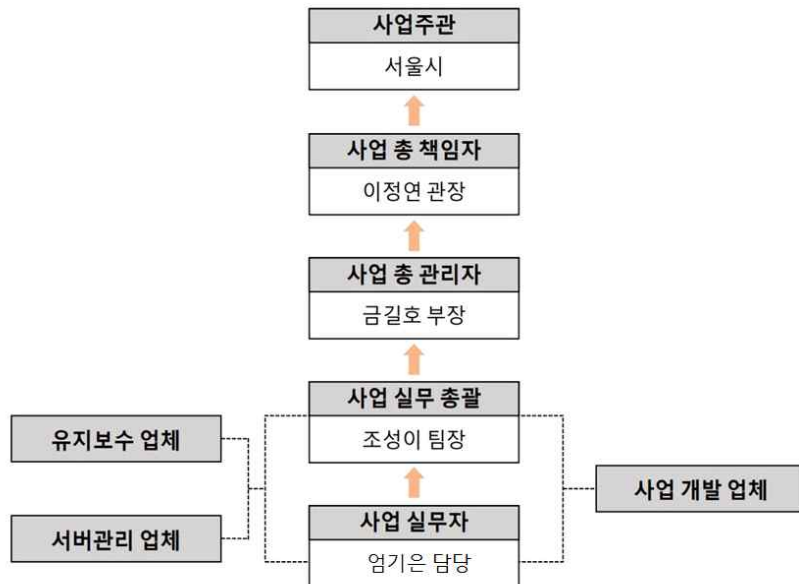 사업주관
서울시
사업 총 책임자
이정연 관장
사업 총 관리자
금길호 부장
사업 실무 총괄
조성이 팀장
유지보수 업체
사업 개발 업체
서버관리 업체
사업 실무자
엄기은 담당